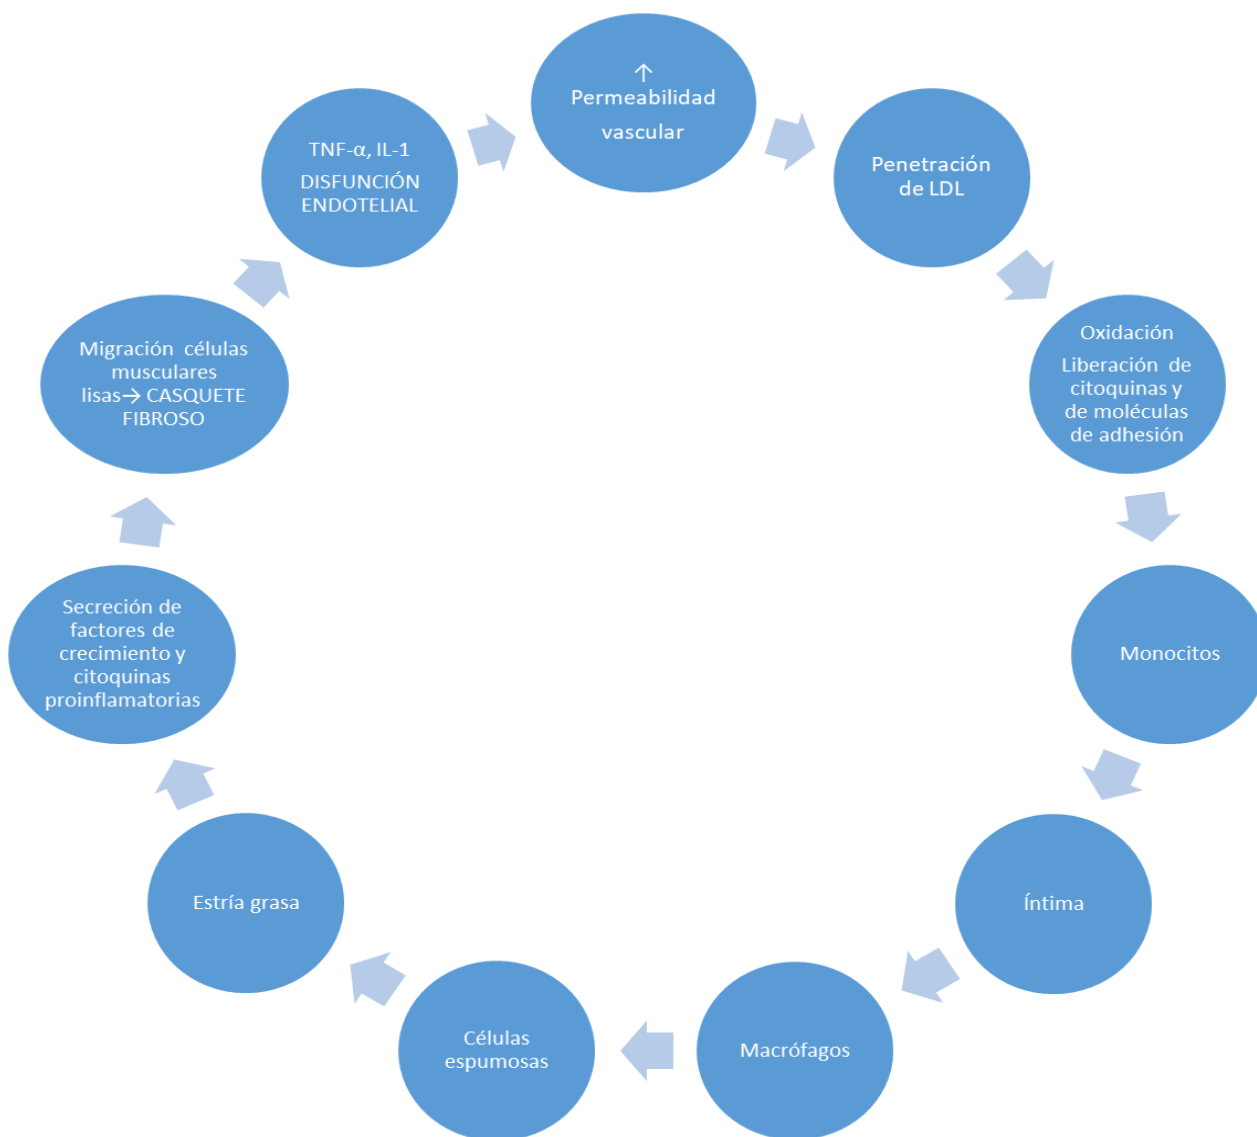 ↑
Permeabilidad
vascular
Penetración
de LDL
Oxidación
Liberación de
citoquinas y
de moléculas
de adhesión
Monocitos
Íntima
Macrófagos
Células
espumosas
Estría grasa
Secreción de
factores de
crecimiento y
citoquinas
proinflamatorias
Migración células
musculares
lisas→ CASQUETE
FIBROSO
TNF-α, IL-1
DISFUNCIÓN
ENDOTELIAL